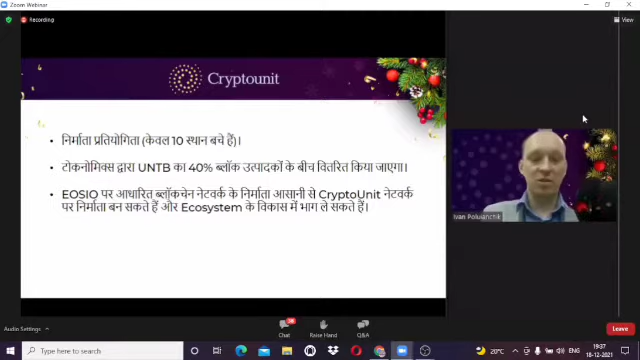 Zoom Webinar
Recording
View
Cryptounit
• निर्माता प्रतियोगिता (केवल 10 स्थान बचे हैं)।
• टोकनोमिक्स द्वारा UNTB का 40% ब्लॉक उत्पादकों के बीच वितरित किया जाएगा।
• EOSIO पर आधारित ब्लॉकचेन नेटवर्क के निर्माता आसानी से CryptoUnit नेटवर्क
पर निर्माता बन सकते हैं और Ecosystem के विकास में भाग ले सकते हैं।
Ivan Poluianchik
Audio Settings
Chat
Raise Hand
Q&A
Leave
Type here to search
20°C
19:37
18-12-2021